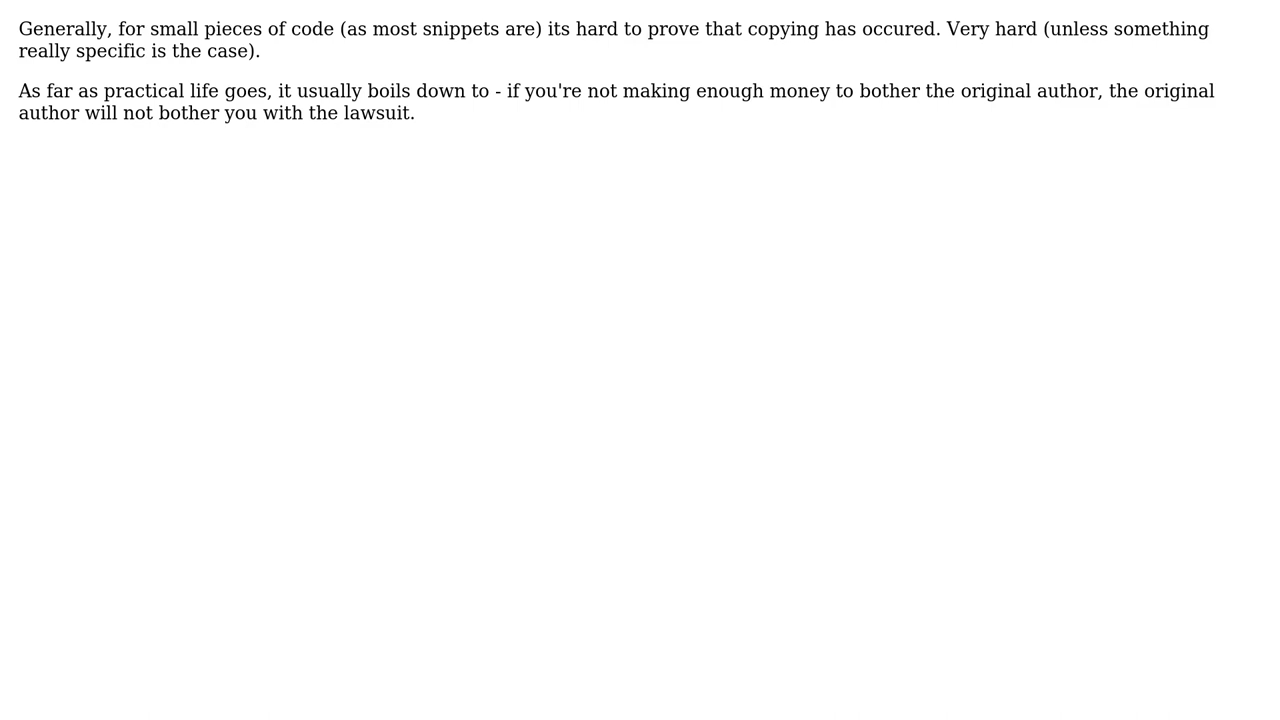 Generally, for small pieces of code (as most snippets are) its hard to prove that copying has occured. Very hard (unless something
really specific is the case).
As far as practical life goes, it usually boils down to - if you're not making enough money to bother the original author, the original
author will not bother you with the lawsuit.